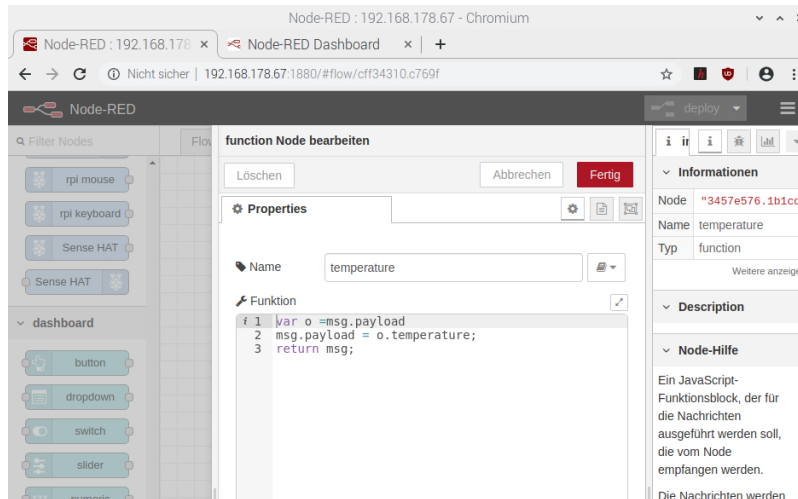 Node-RED : 192.168.178.67 - Chromium
Node-RED : 192.168.178
Node-RED Dashboard
Nicht sicher | 192.168.178.67:1880/#flow/cff34310.c769f
Node-RED
deploy
Filter Nodes
rpi mouse
rpi keyboard
Sense HAT
Sense HAT
dashboard
button
dropdown
switch
slider
numeric
function Node bearbeiten
Löschen
Abbrechen
Fertig
Properties
Name
temperature
Funktion
1 var o =msg.payload
2 msg.payload = o.temperature;
3 return msg;
Informationen
Node "3457e576.1b1cc
Name temperature
Typ function
Weitere anzeige
Description
Node-Hilfe
Ein JavaScript-
Funktionsblock, der für
die Nachrichten
ausgeführt werden soll,
die vom Node
empfangen werden.
Die Nachrichten werden